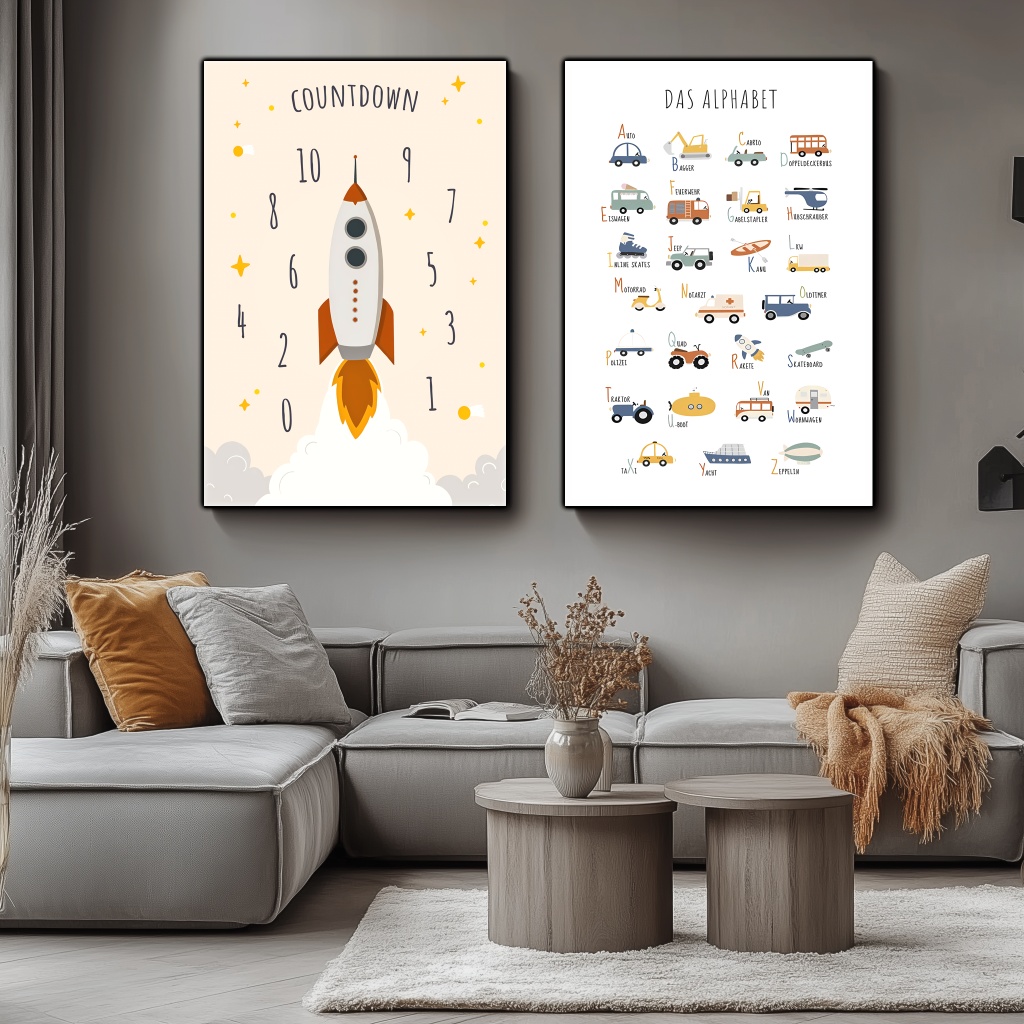 COUNTDOWN
10 9
8 7
6 5
4 3
2 1
0
DAS ALPHABET
AUTO BAGGER CABRIO DOPPELDECKERBUS
EISWAGEN FEUERWEHR GABELSTAPLER HUBSCHRAUBER
INLINE SKATES JEEP KANU LKW
MOTORRAD NOTARZT OLDTIMER
POLIZEI QUAD RAKETE SKATEBOARD
TRAKTOR U-BOOT VAN WOHNWAGEN
TAXI YACHT ZEPPELIN